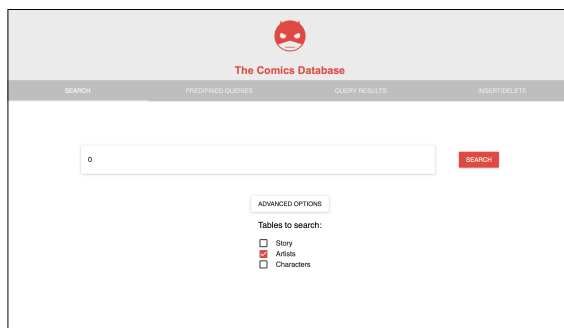 The Comics Database
SEARCH PREDIFINED QUERIES QUERY RESULTS INSERT/DELETE
0 SEARCH
ADVANCED OPTIONS
Tables to search:
Story
Artists
Characters